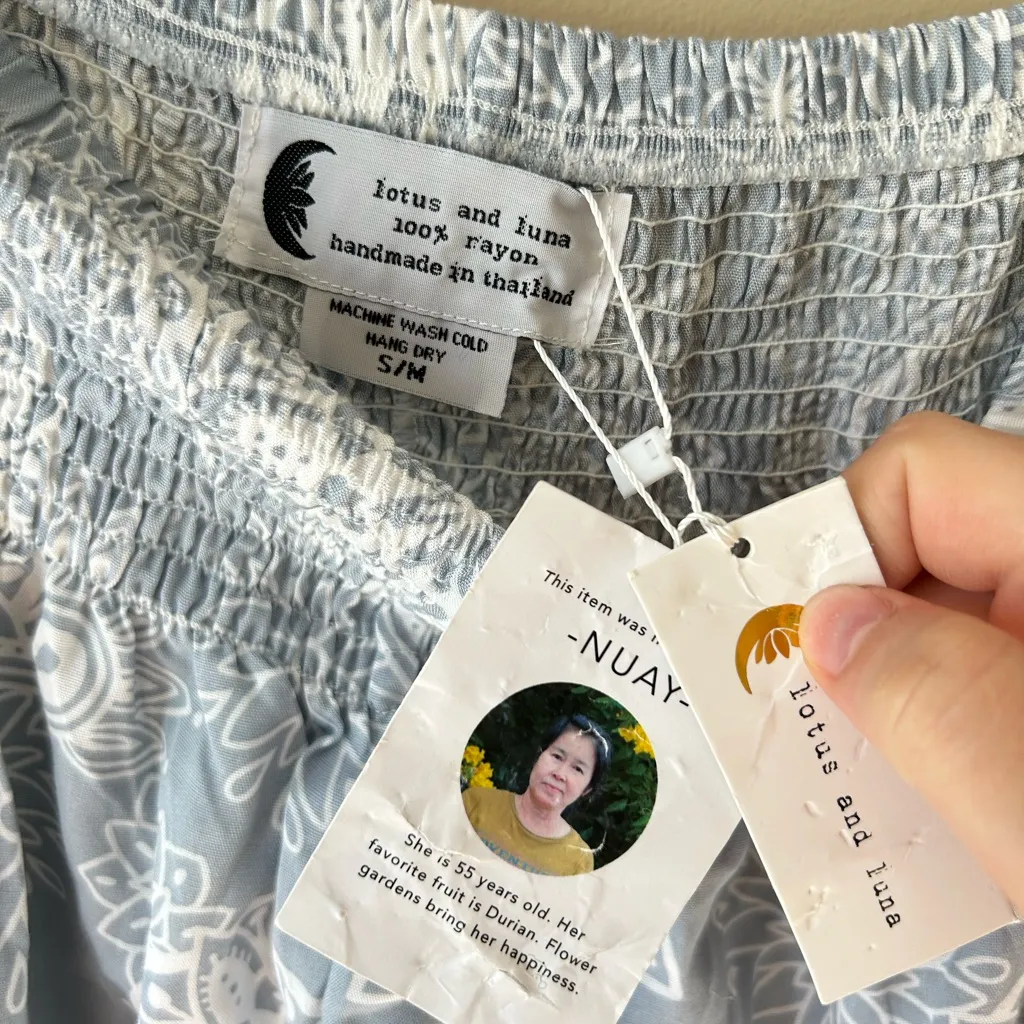 lotus and luna
100% rayon
handmade in thailand
MACHINE WASH COLD
HANG DRY
S/M
This item was
-NUAY-
She is 55 years old. Her
favorite fruit is Durian. Flower
gardens bring her happiness.
lotus and luna